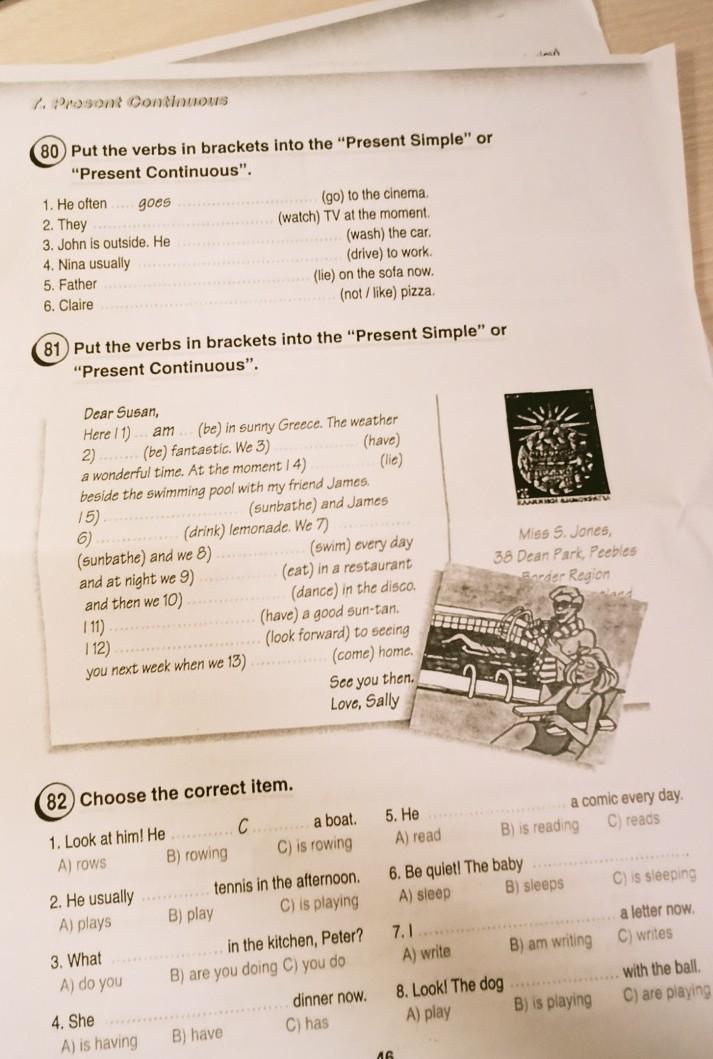 7. Present Continuous
80 Put the verbs in brackets into the "Present Simple" or
"Present Continuous".
1. He often ..... goes ............................ (go) to the cinema.
2. They ............................ (watch) TV at the moment.
3. John is outside. He ............................ (wash) the car.
4. Nina usually ............................ (drive) to work.
5. Father ............................ (lie) on the sofa now.
6. Claire ............................ (not / like) pizza.
81 Put the verbs in brackets into the "Present Simple" or
"Present Continuous".
Dear Susan,
Here I 1) ... am ... (be) in sunny Greece. The weather
2) ........ (be) fantastic. We 3) .................. (have)
a wonderful time. At the moment I 4) .............. (lie)
beside the swimming pool with my friend James.
I 5) ............................ (sunbathe) and James
6) .................. (drink) lemonade. We 7) ..............
(sunbathe) and we 8) .................. (swim) every day
and at night we 9) .................. (eat) in a restaurant
and then we 10) .................. (dance) in the disco.
I 11) ............................ (have) a good sun-tan.
I 12) ............................ (look forward) to seeing
you next week when we 13) .............. (come) home.
See you then,
Love, Sally
Miss S. Jones,
38 Dean Park, Peebles
Border Region
82 Choose the correct item.
1. Look at him! He ............ C ............ a boat.
A) rows B) rowing C) is rowing
2. He usually ............ tennis in the afternoon.
A) plays B) play C) is playing
3. What .................... in the kitchen, Peter?
A) do you B) are you doing C) you do
4. She ............................ dinner now.
A) is having B) have C) has
5. He ............................ a comic every day.
A) read B) is reading C) reads
6. Be quiet! The baby ............................
A) sleep B) sleeps C) is sleeping
7. I ............................ a letter now.
A) write B) am writing C) writes
8. Look! The dog .................... with the ball.
A) play B) is playing C) are playing
46